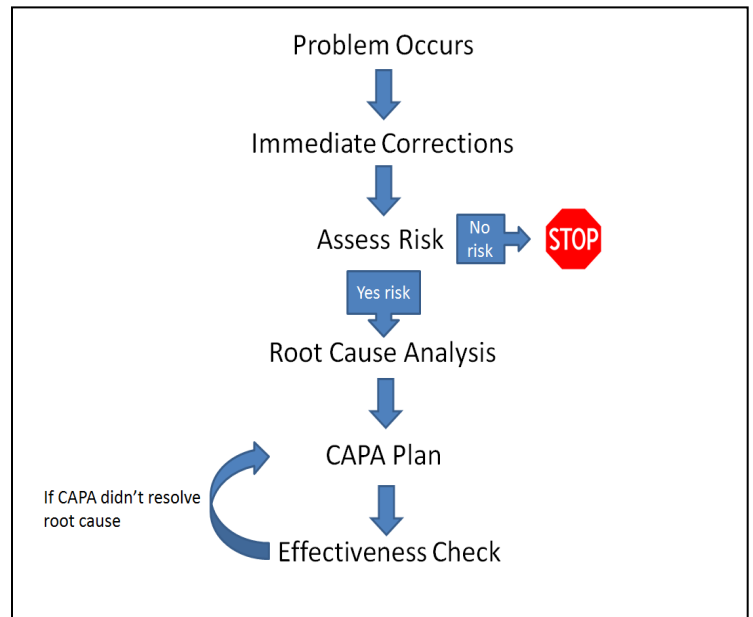 Problem Occurs
Immediate Corrections
Assess Risk
No
risk
STOP
Yes risk
Root Cause Analysis
CAPA Plan
If CAPA didn’t resolve
root cause
Effectiveness Check